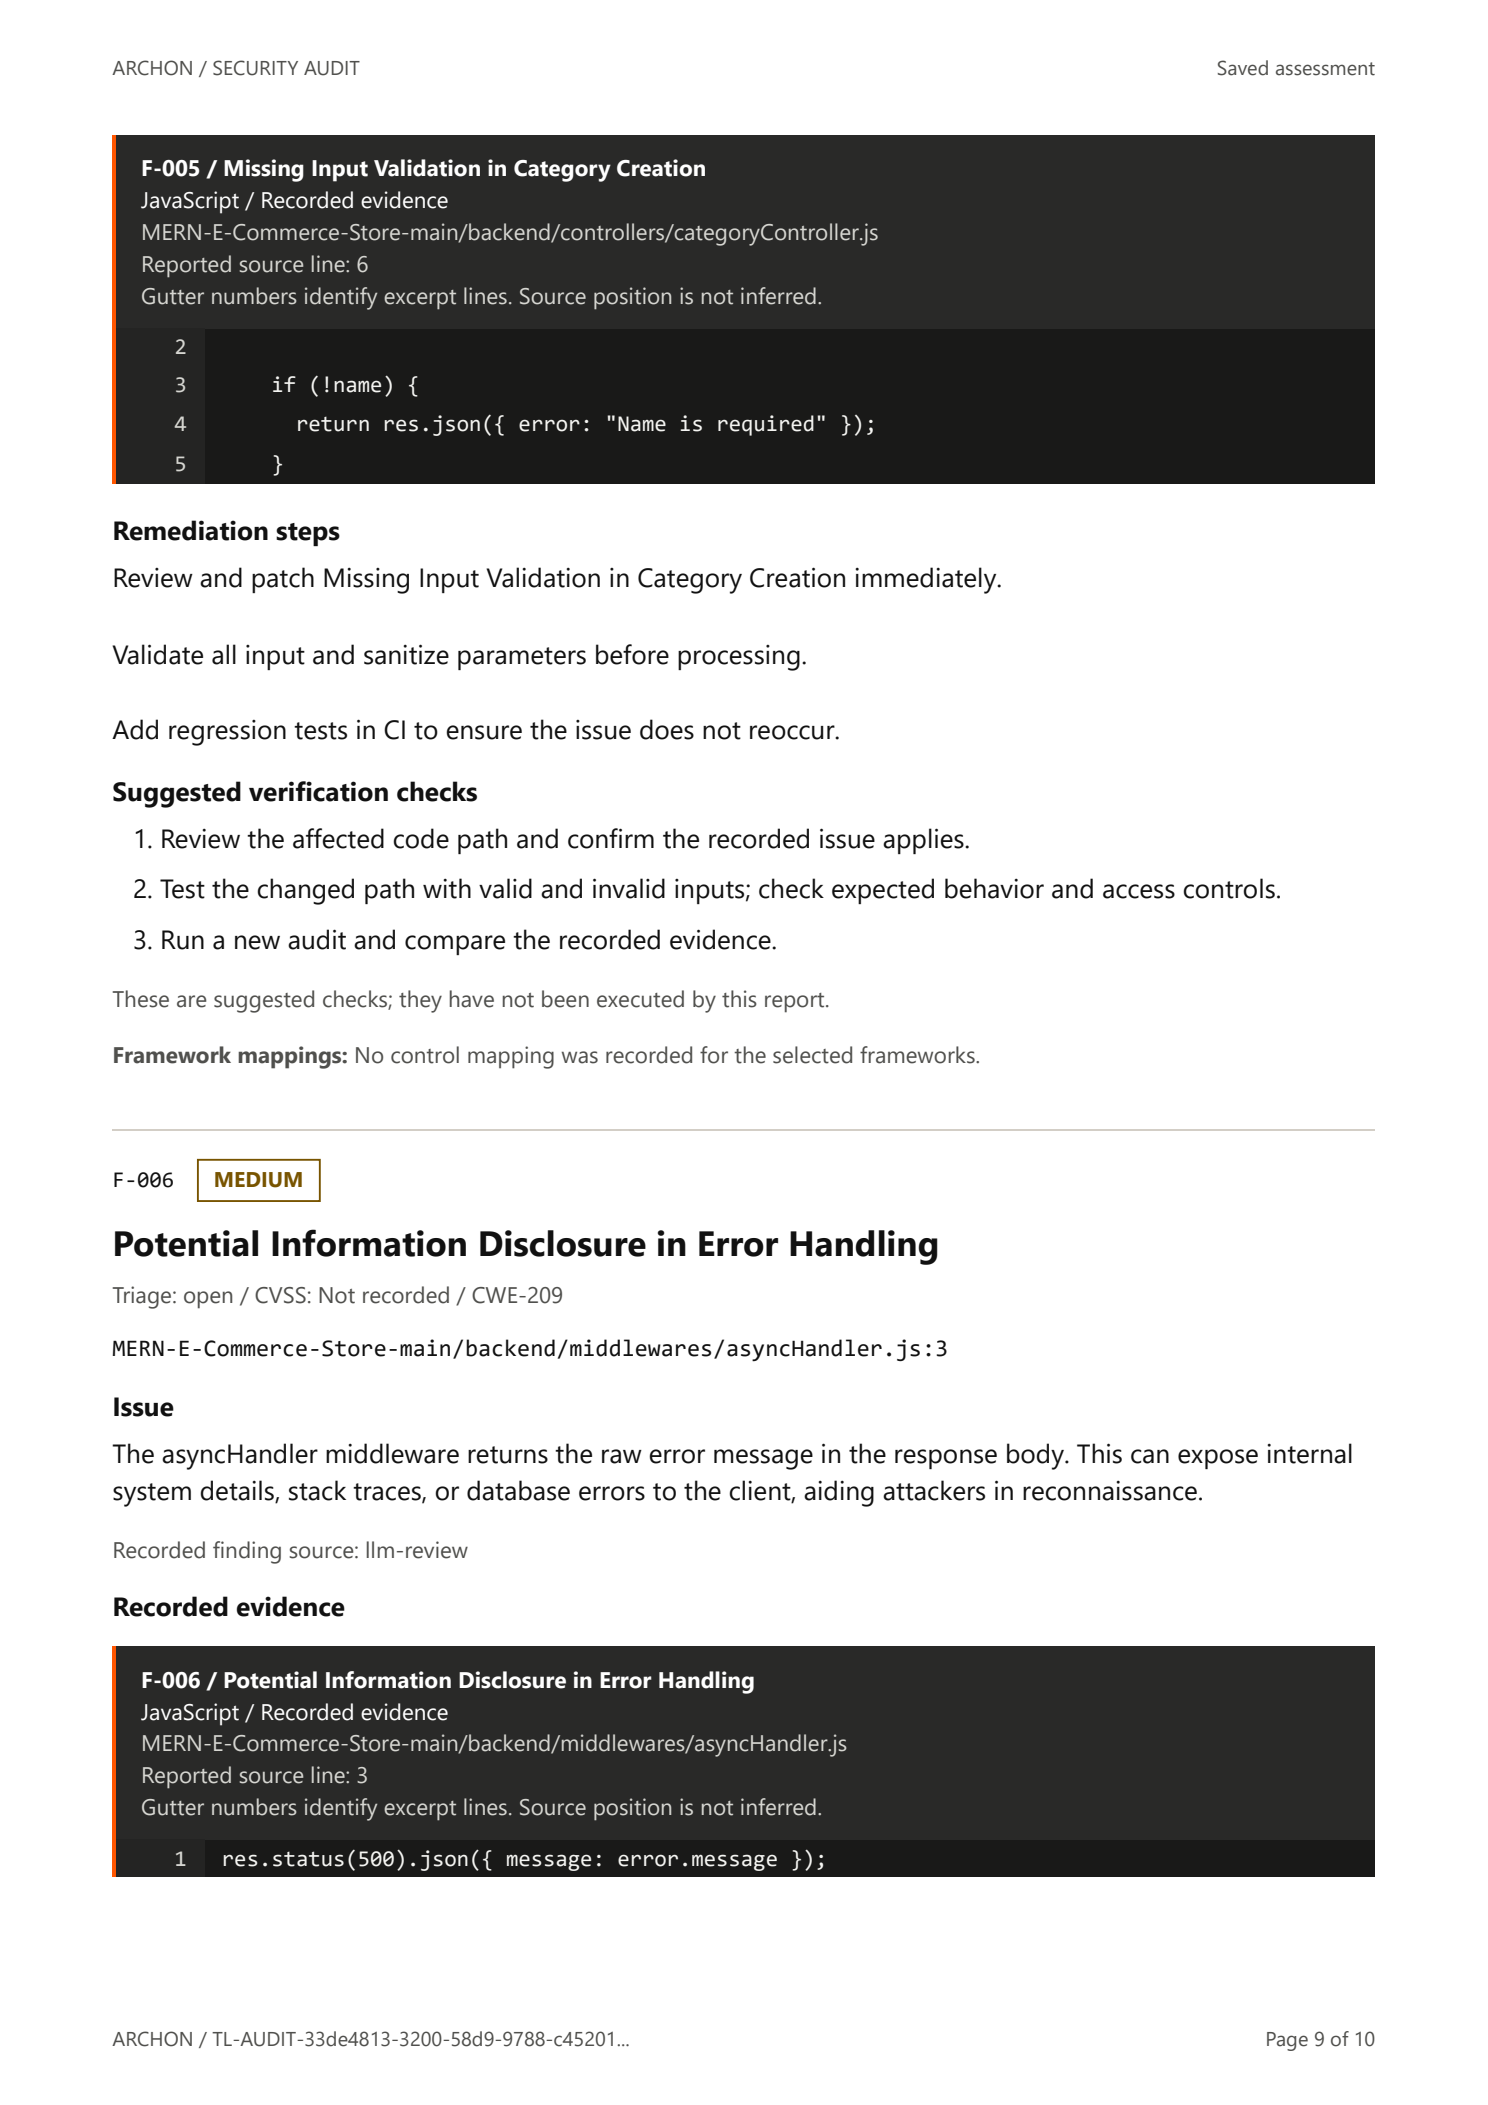 ARCHON / SECURITY AUDIT
Saved assessment
F-005 / Missing Input Validation in Category Creation
JavaScript / Recorded evidence
MERN-E-Commerce-Store-main/backend/controllers/categoryController.js
Reported source line: 6
Gutter numbers identify excerpt lines. Source position is not inferred.
2
3 if (!name) {
4 return res.json({ error: "Name is required" });
5 }
Remediation steps
Review and patch Missing Input Validation in Category Creation immediately.
Validate all input and sanitize parameters before processing.
Add regression tests in CI to ensure the issue does not reoccur.
Suggested verification checks
1. Review the affected code path and confirm the recorded issue applies.
2. Test the changed path with valid and invalid inputs; check expected behavior and access controls.
3. Run a new audit and compare the recorded evidence.
These are suggested checks; they have not been executed by this report.
Framework mappings: No control mapping was recorded for the selected frameworks.
F-006 MEDIUM
Potential Information Disclosure in Error Handling
Triage: open / CVSS: Not recorded / CWE-209
MERN-E-Commerce-Store-main/backend/middlewares/asyncHandler.js:3
Issue
The asyncHandler middleware returns the raw error message in the response body. This can expose internal
system details, stack traces, or database errors to the client, aiding attackers in reconnaissance.
Recorded finding source: llm-review
Recorded evidence
F-006 / Potential Information Disclosure in Error Handling
JavaScript / Recorded evidence
MERN-E-Commerce-Store-main/backend/middlewares/asyncHandler.js
Reported source line: 3
Gutter numbers identify excerpt lines. Source position is not inferred.
1 res.status(500).json({ message: error.message });
ARCHON / TL-AUDIT-33de4813-3200-58d9-9788-c45201...
Page 9 of 10